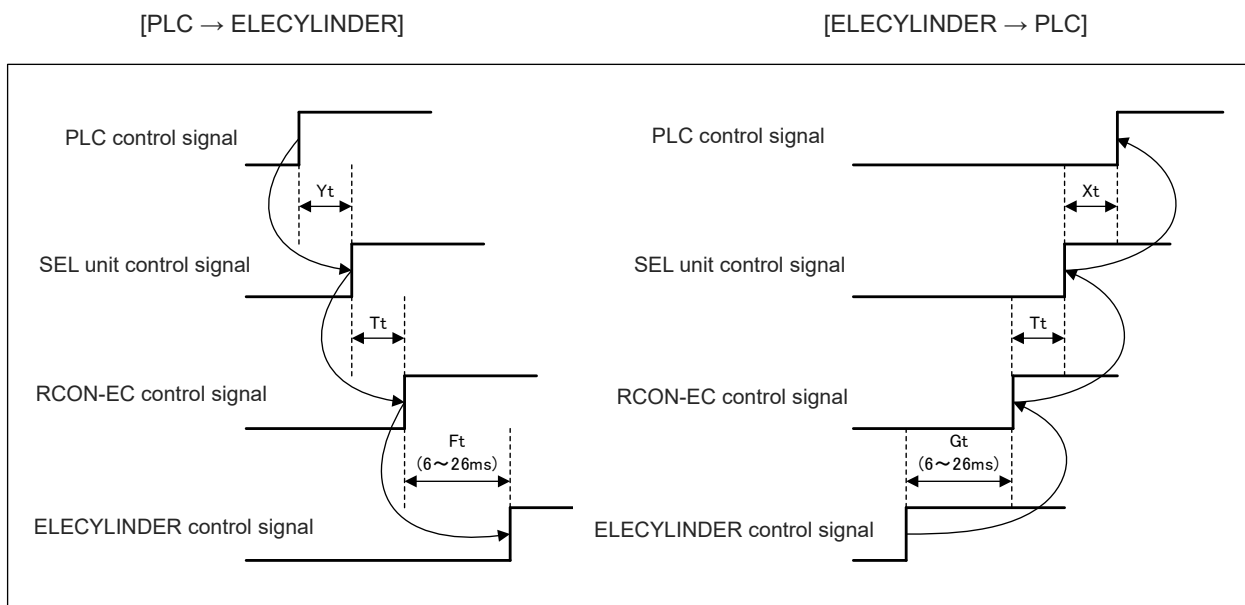 [PLC → ELECYLINDER]
PLC control signal
Yt
SEL unit control signal
Tt
RCON-EC control signal
Ft
(6～26ms)
ELECYLINDER control signal
[ELECYLINDER → PLC]
PLC control signal
Xt
SEL unit control signal
Tt
RCON-EC control signal
Gt
(6～26ms)
ELECYLINDER control signal